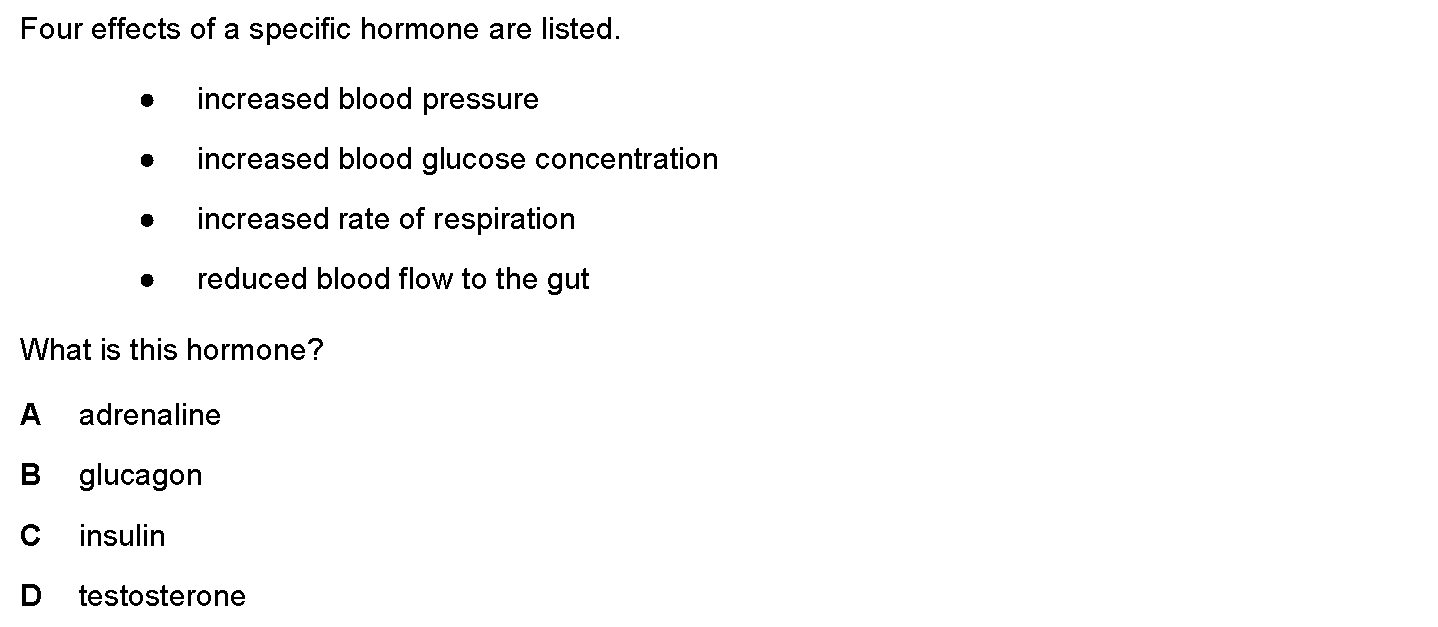 Four effects of a specific hormone are listed.
● increased blood pressure
● increased blood glucose concentration
● increased rate of respiration
● reduced blood flow to the gut
What is this hormone?
A adrenaline
B glucagon
C insulin
D testosterone